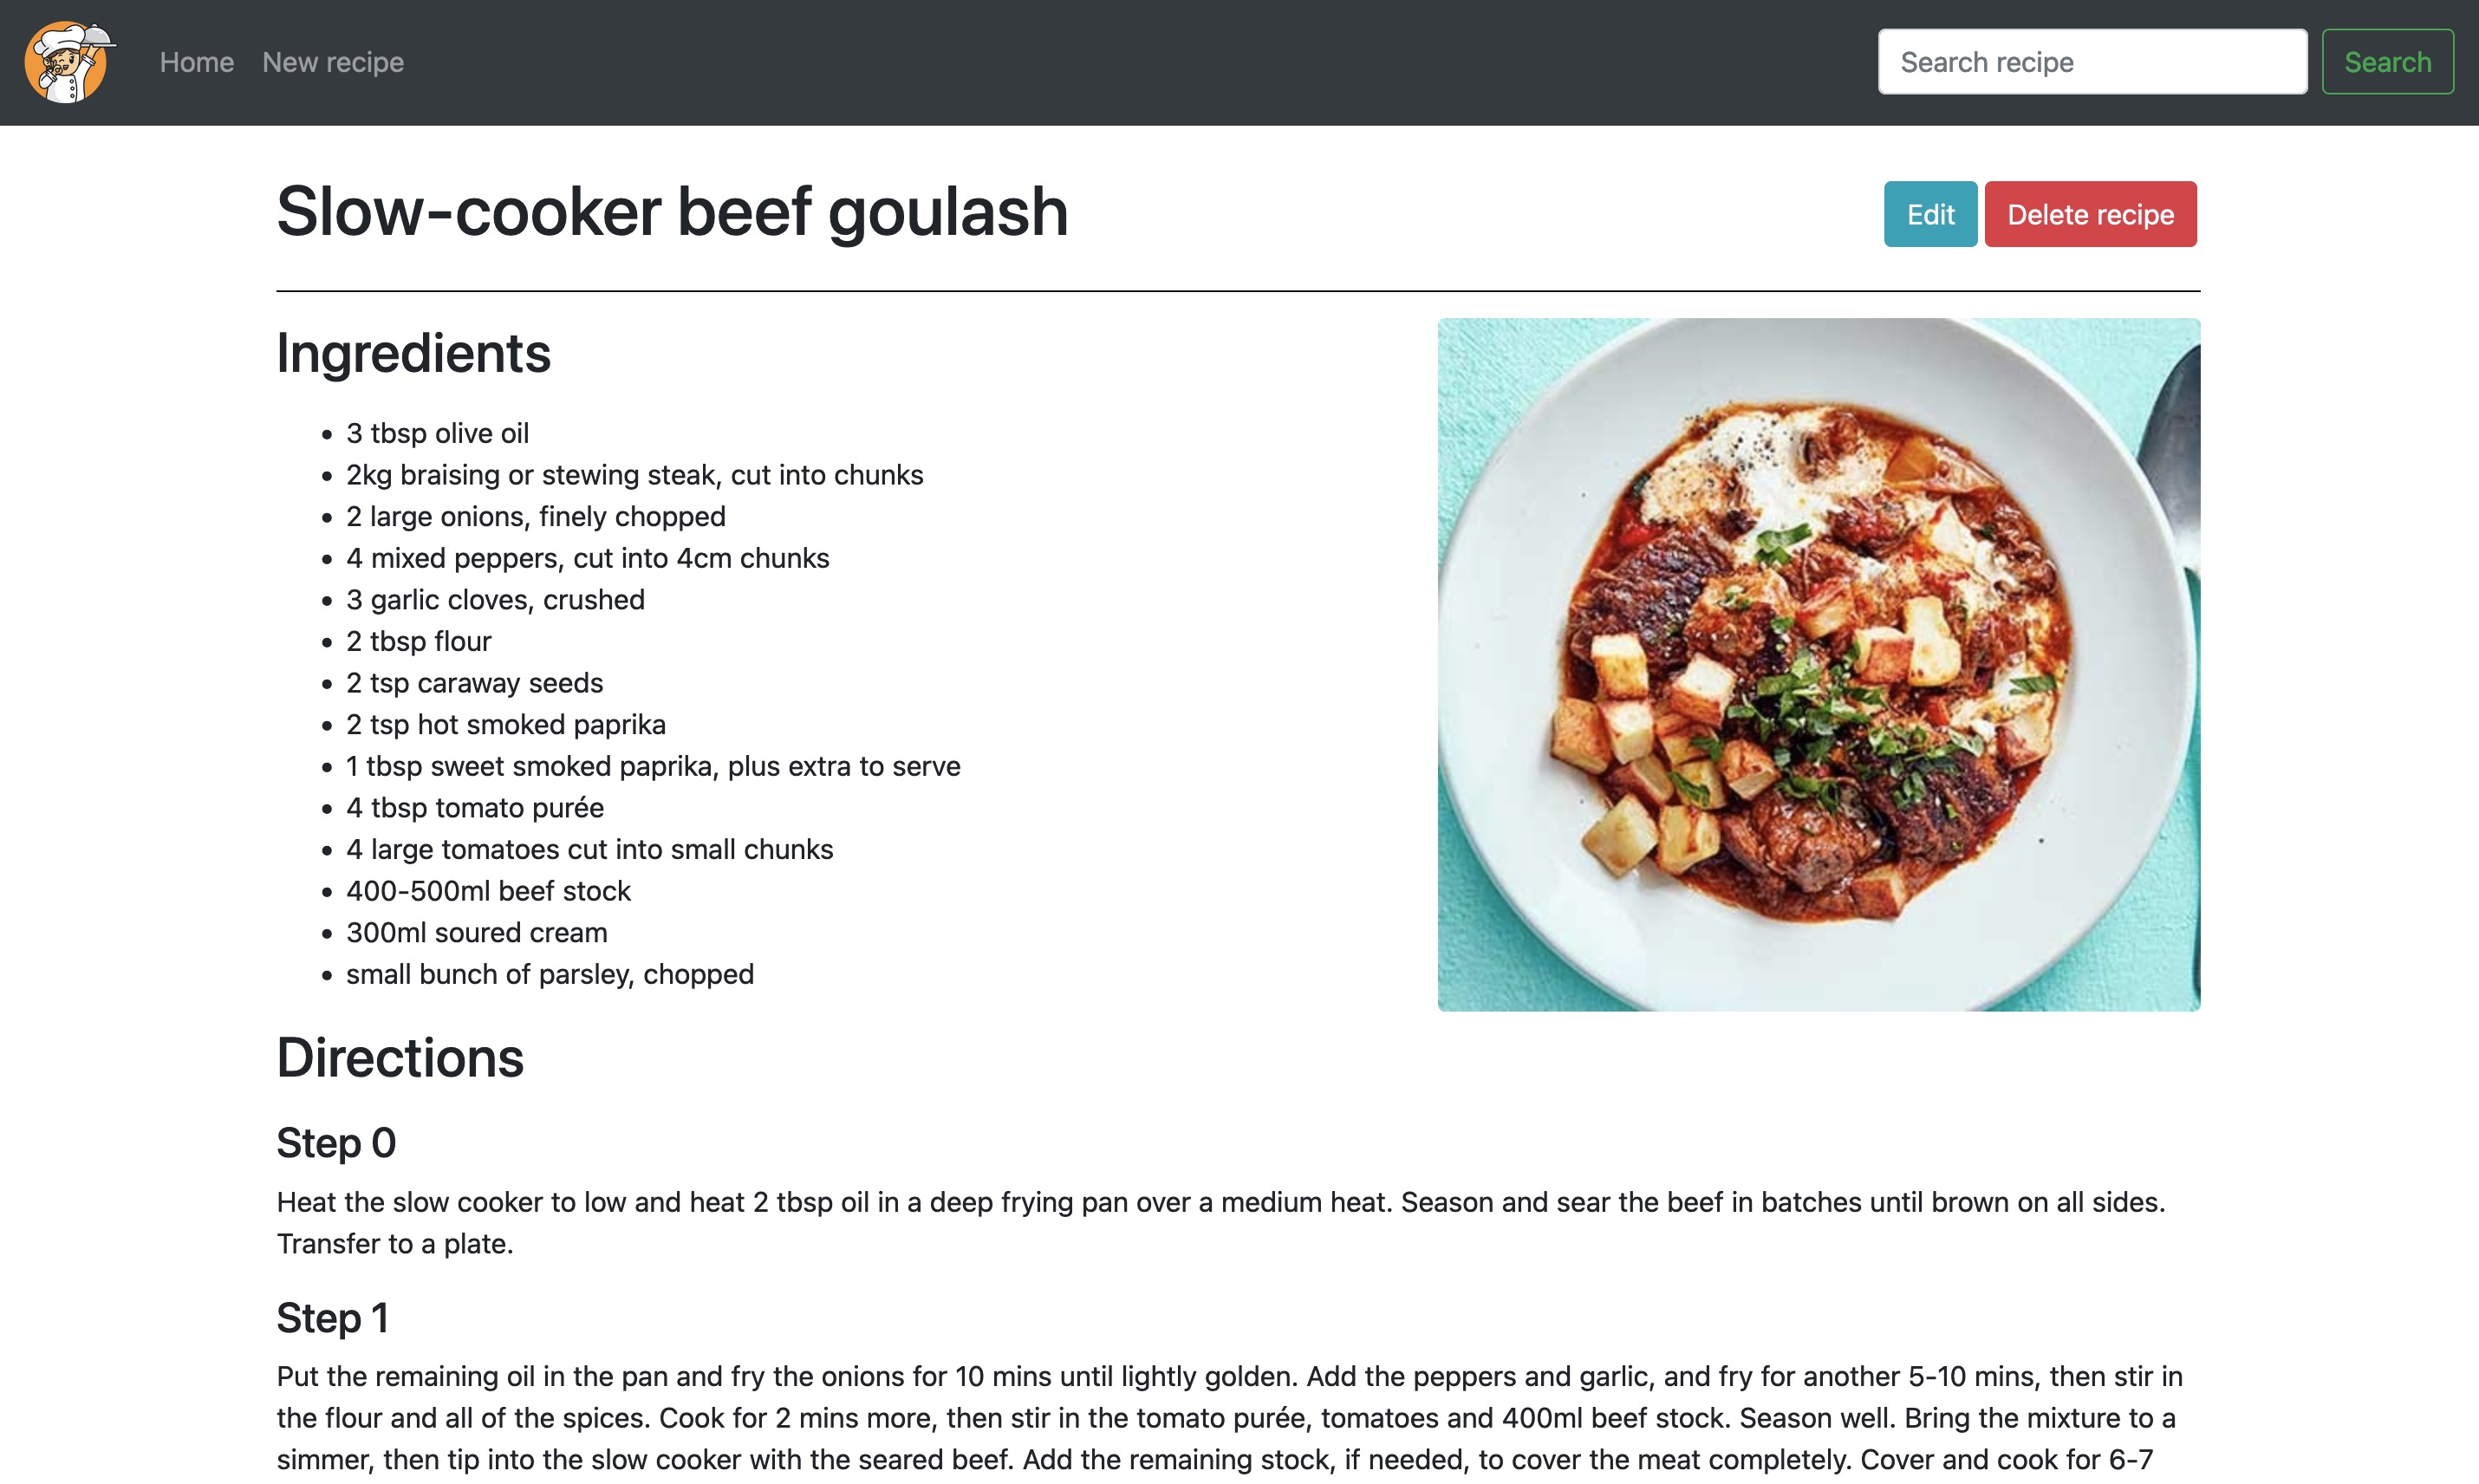 Home New recipe Search recipe Search
Slow-cooker beef goulash
Edit Delete recipe
Ingredients
3 tbsp olive oil
2kg braising or stewing steak, cut into chunks
2 large onions, finely chopped
4 mixed peppers, cut into 4cm chunks
3 garlic cloves, crushed
2 tbsp flour
2 tsp caraway seeds
2 tsp hot smoked paprika
1 tbsp sweet smoked paprika, plus extra to serve
4 tbsp tomato purée
4 large tomatoes cut into small chunks
400-500ml beef stock
300ml soured cream
small bunch of parsley, chopped
Directions
Step 0
Heat the slow cooker to low and heat 2 tbsp oil in a deep frying pan over a medium heat. Season and sear the beef in batches until brown on all sides.
Transfer to a plate.
Step 1
Put the remaining oil in the pan and fry the onions for 10 mins until lightly golden. Add the peppers and garlic, and fry for another 5-10 mins, then stir in
the flour and all of the spices. Cook for 2 mins more, then stir in the tomato purée, tomatoes and 400ml beef stock. Season well. Bring the mixture to a
simmer, then tip into the slow cooker with the seared beef. Add the remaining stock, if needed, to cover the meat completely. Cover and cook for 6-7